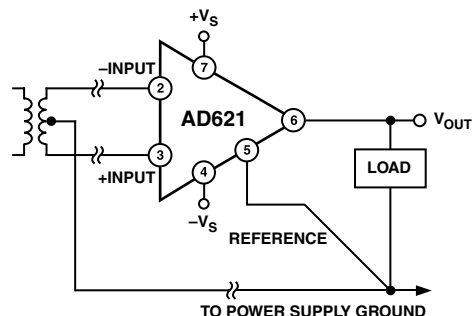 +VS
–INPUT
7
2
AD621
6
VOUT
3
5
LOAD
+INPUT
4
–VS
REFERENCE
TO POWER SUPPLY GROUND